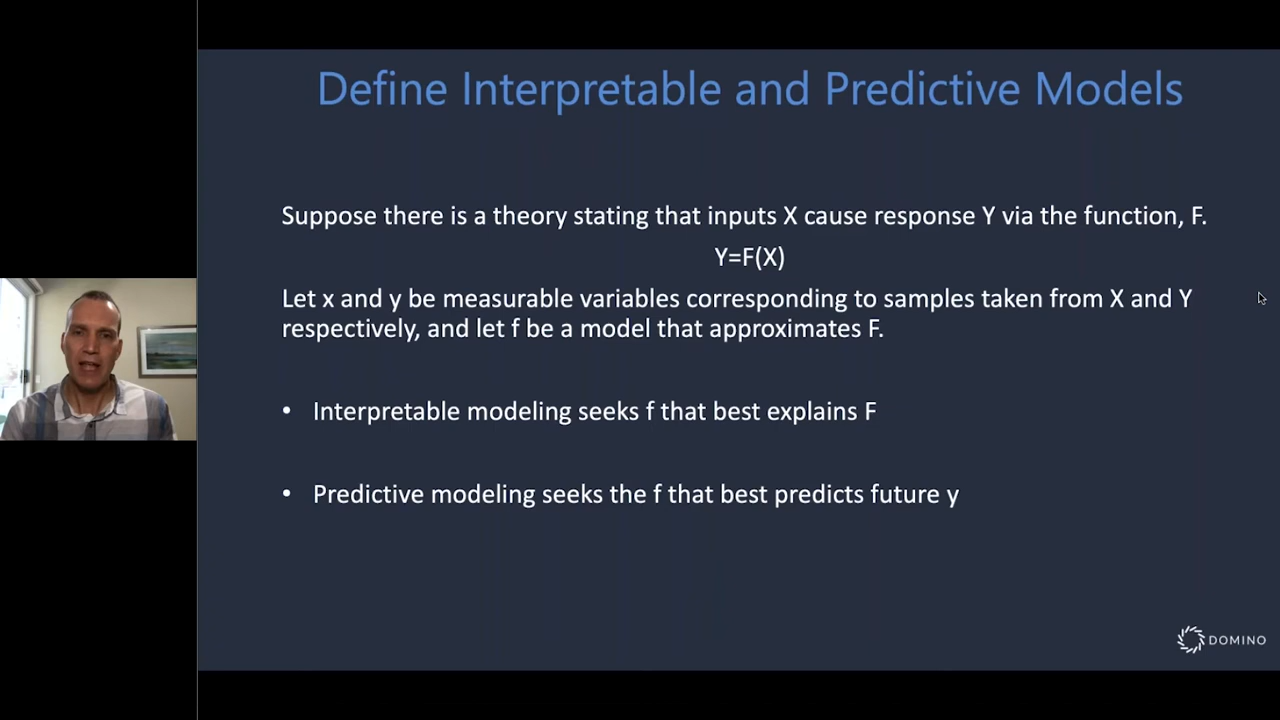 Define Interpretable and Predictive Models
Suppose there is a theory stating that inputs X cause response Y via the function, F.
Y=F(X)
Let x and y be measurable variables corresponding to samples taken from X and Y
respectively, and let f be a model that approximates F.
• Interpretable modeling seeks f that best explains F
• Predictive modeling seeks the f that best predicts future y
DOMINO